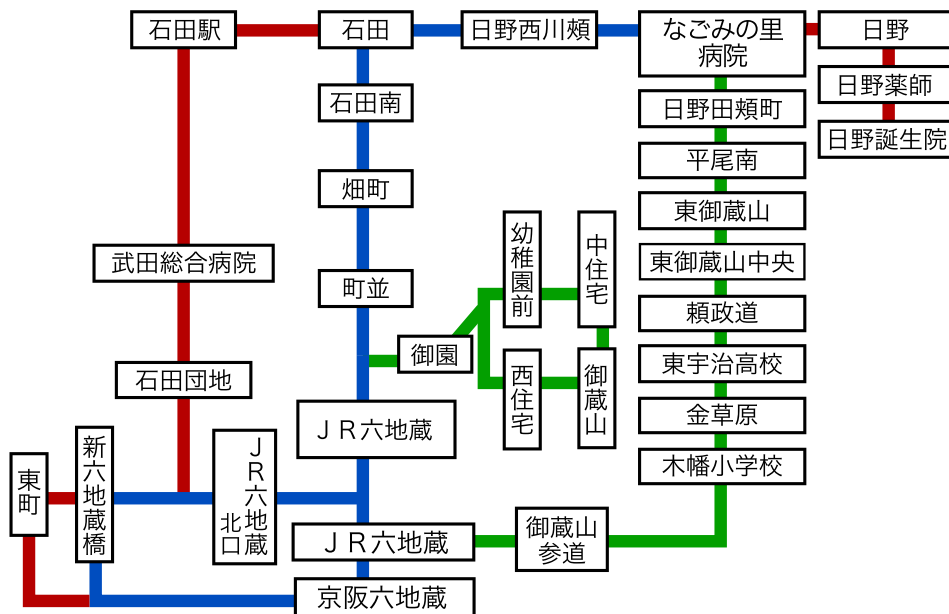 石田駅
石田
日野西川頰
なごみの里
病院
日野
石田南
日野田頰町
日野薬師
日野誕生院
平尾南
畑町
東御蔵山
幼稚園前
中住宅
武田総合病院
東御蔵山中央
町並
頼政道
御園
西住宅
御蔵山
石田団地
東宇治高校
金草原
ＪＲ六地蔵
木幡小学校
東町
新六地蔵橋
ＪＲ六地蔵
北口
ＪＲ六地蔵
御蔵山
参道
京阪六地蔵